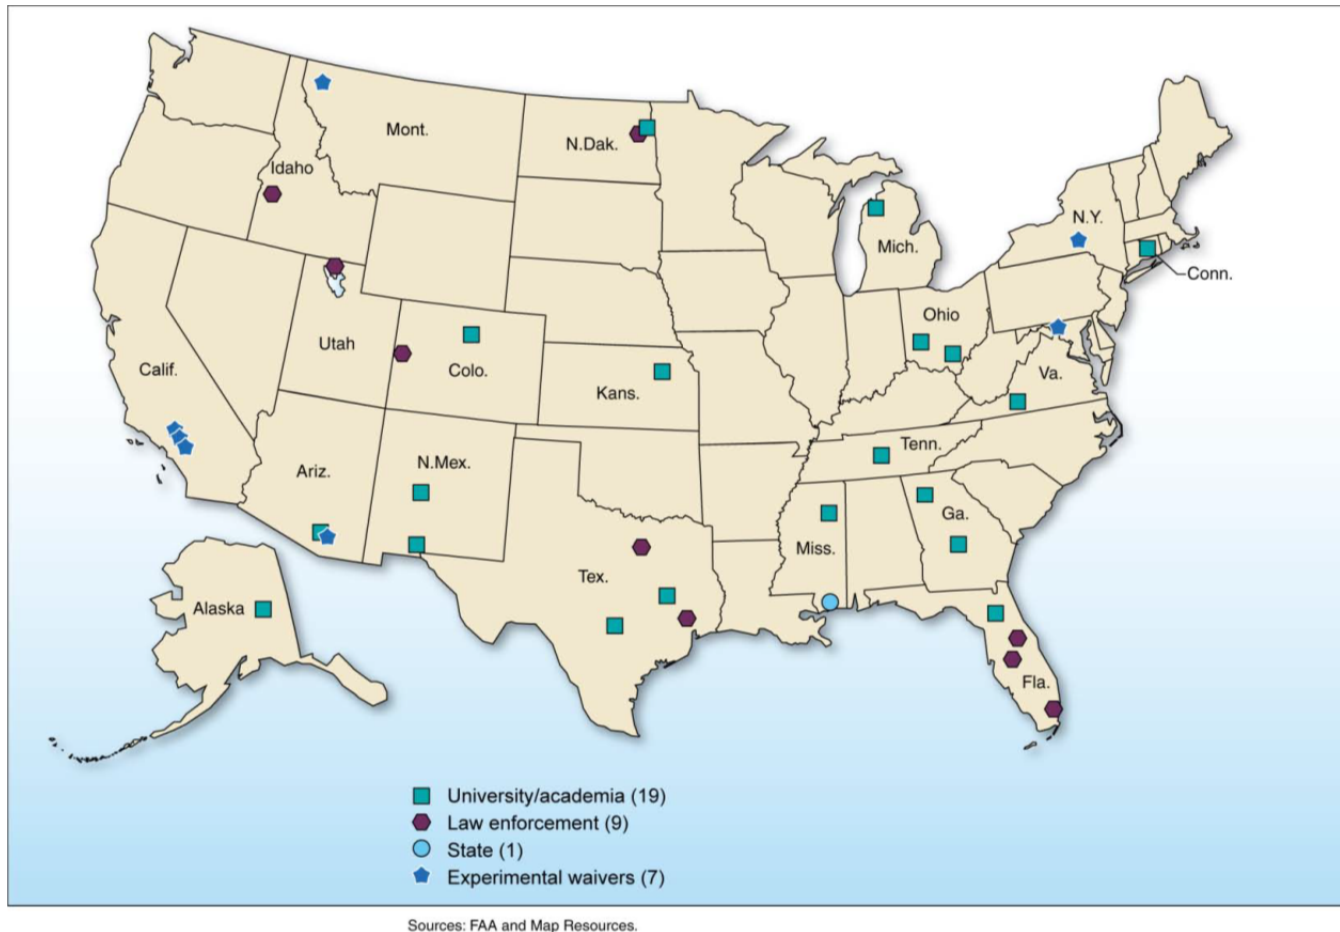 Mont.
N.Dak.
Idaho
Mich.
N.Y.
Conn.
Ohio
Utah
Calif.
Colo.
Kans.
Va.
Tenn.
Ariz.
N.Mex.
Ga.
Miss.
Tex.
Alaska
Fla.
University/academia (19)
Law enforcement (9)
State (1)
Experimental waivers (7)
Sources: FAA and Map Resources.